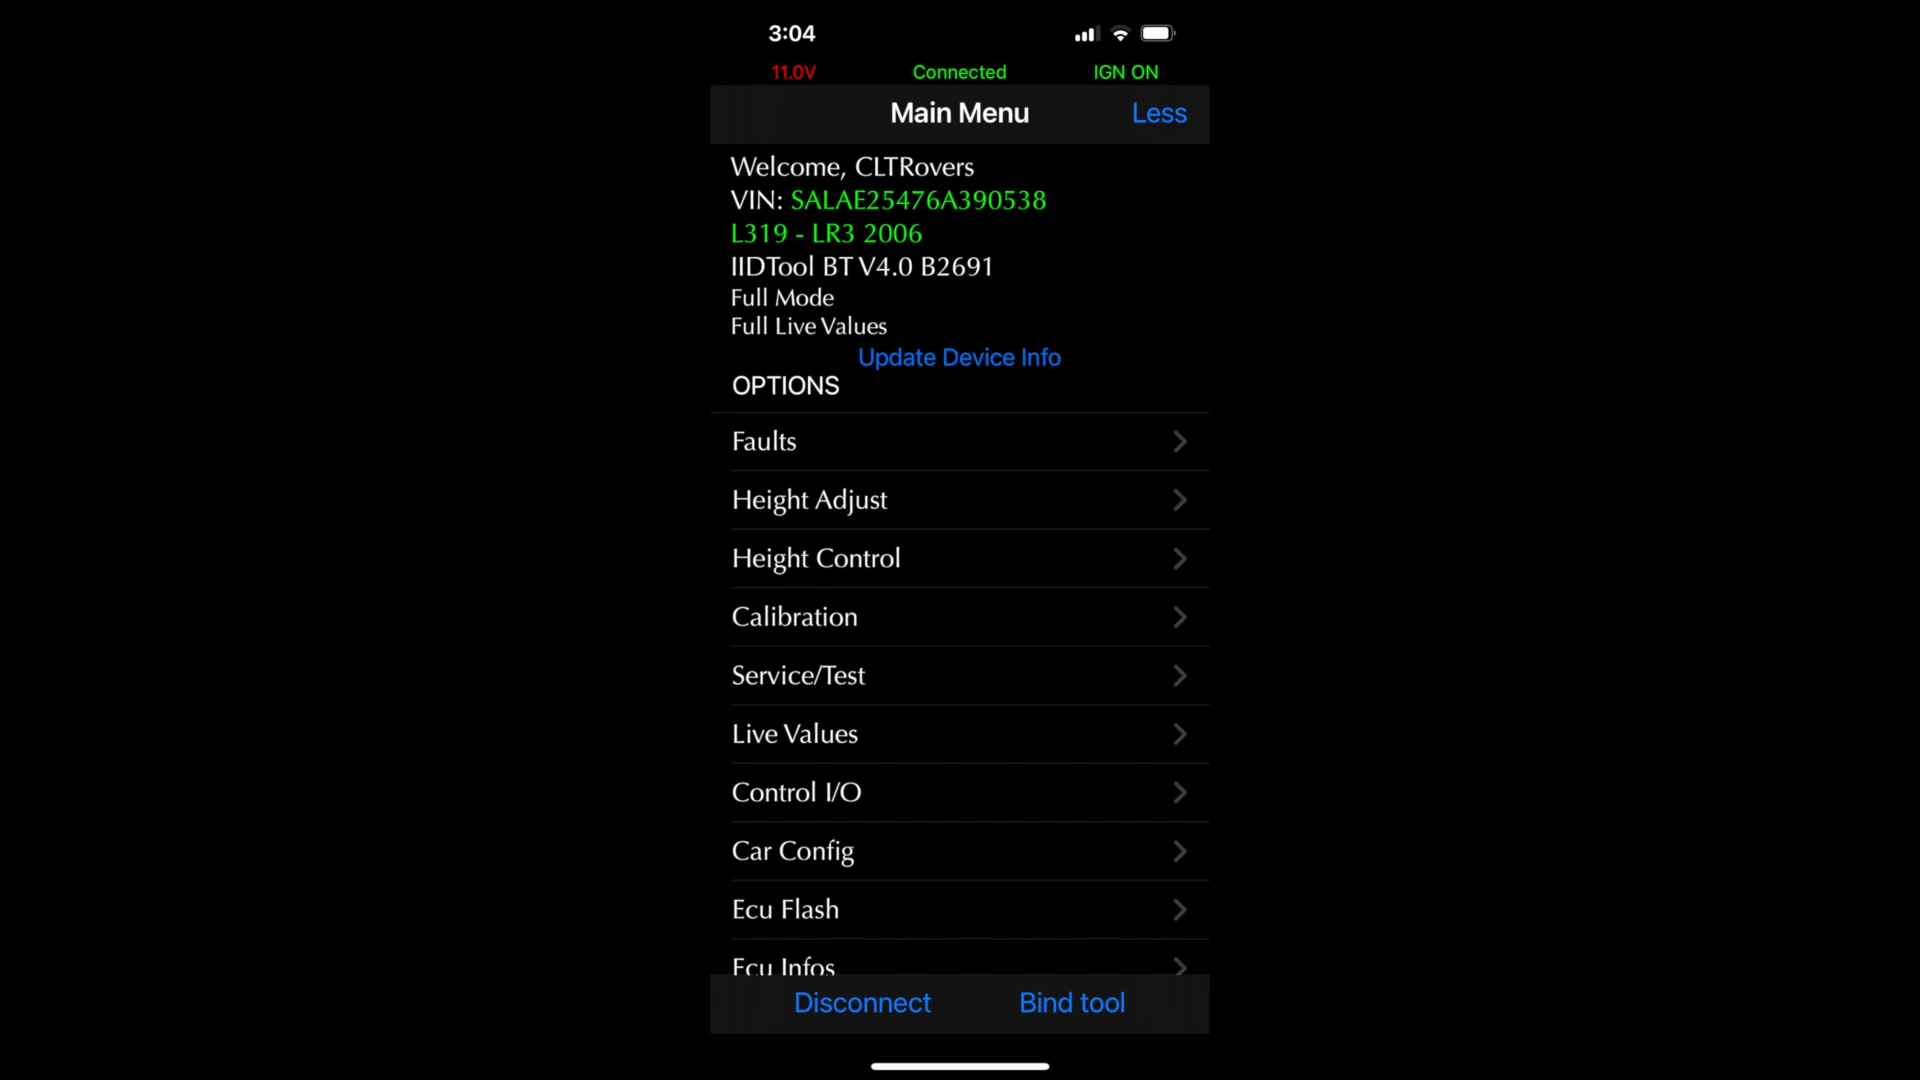 3:04
11.0V Connected IGN ON
Main Menu Less
Welcome, CLTRovers
VIN: SALAE25476A390538
L319 - LR3 2006
IIDTool BT V4.0 B2691
Full Mode
Full Live Values
Update Device Info
OPTIONS
Faults
Height Adjust
Height Control
Calibration
Service/Test
Live Values
Control I/O
Car Config
Ecu Flash
Ecu Infos
Disconnect Bind tool